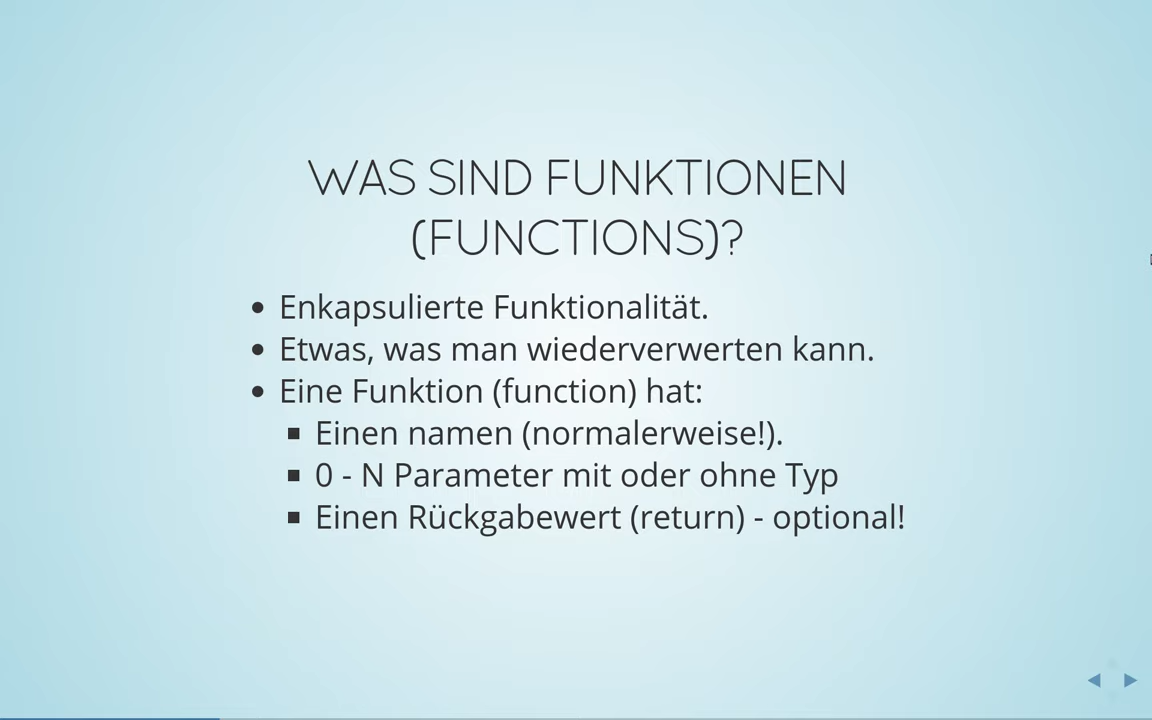 WAS SIND FUNKTIONEN
(FUNCTIONS)?
Enkapsulierte Funktionalität.
Etwas, was man wiederverwerten kann.
Eine Funktion (function) hat:
Einen namen (normalerweise!).
0 - N Parameter mit oder ohne Typ
Einen Rückgabewert (return) - optional!